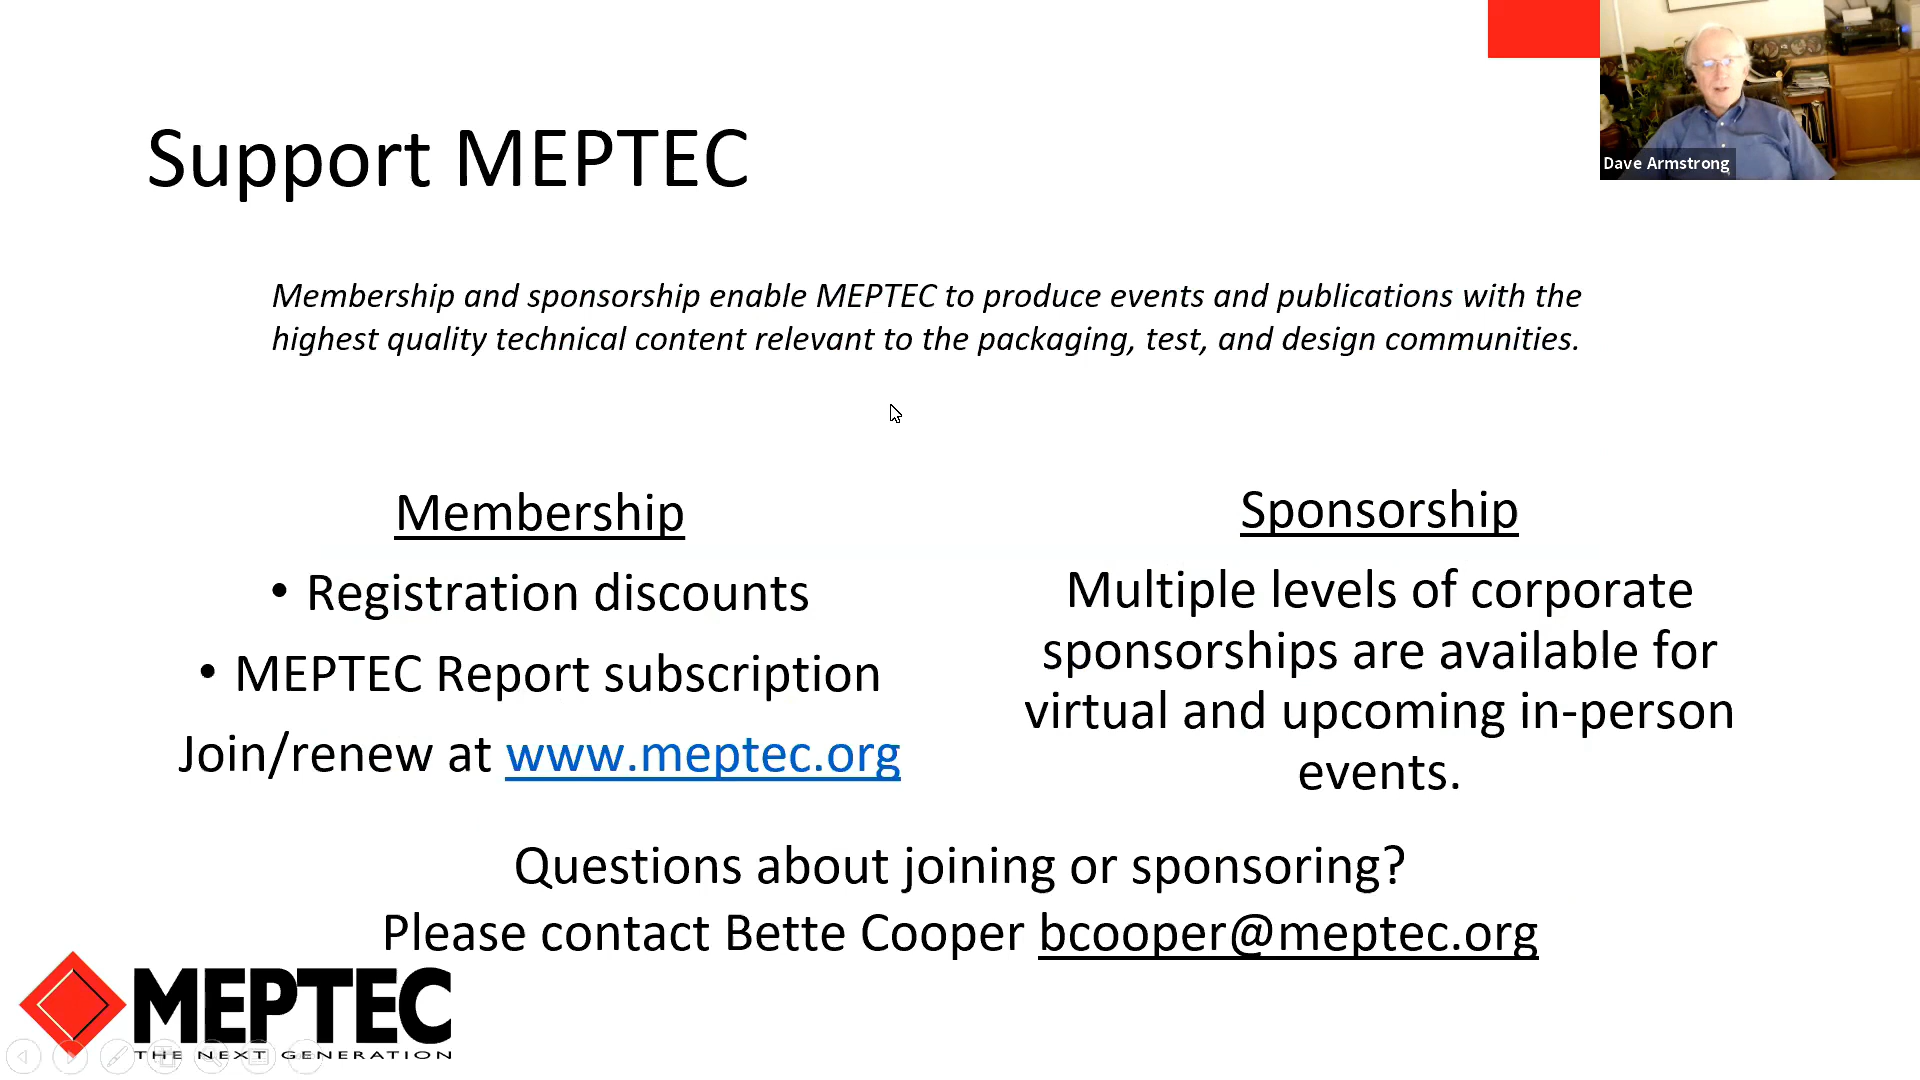 Support MEPTEC
Dave Armstrong
Membership and sponsorship enable MEPTEC to produce events and publications with the
highest quality technical content relevant to the packaging, test, and design communities.
Membership
• Registration discounts
• MEPTEC Report subscription
Join/renew at www.meptec.org
Sponsorship
Multiple levels of corporate
sponsorships are available for
virtual and upcoming in-person
events.
Questions about joining or sponsoring?
Please contact Bette Cooper bcooper@meptec.org
MEPTEC
THE NEXT GENERATION